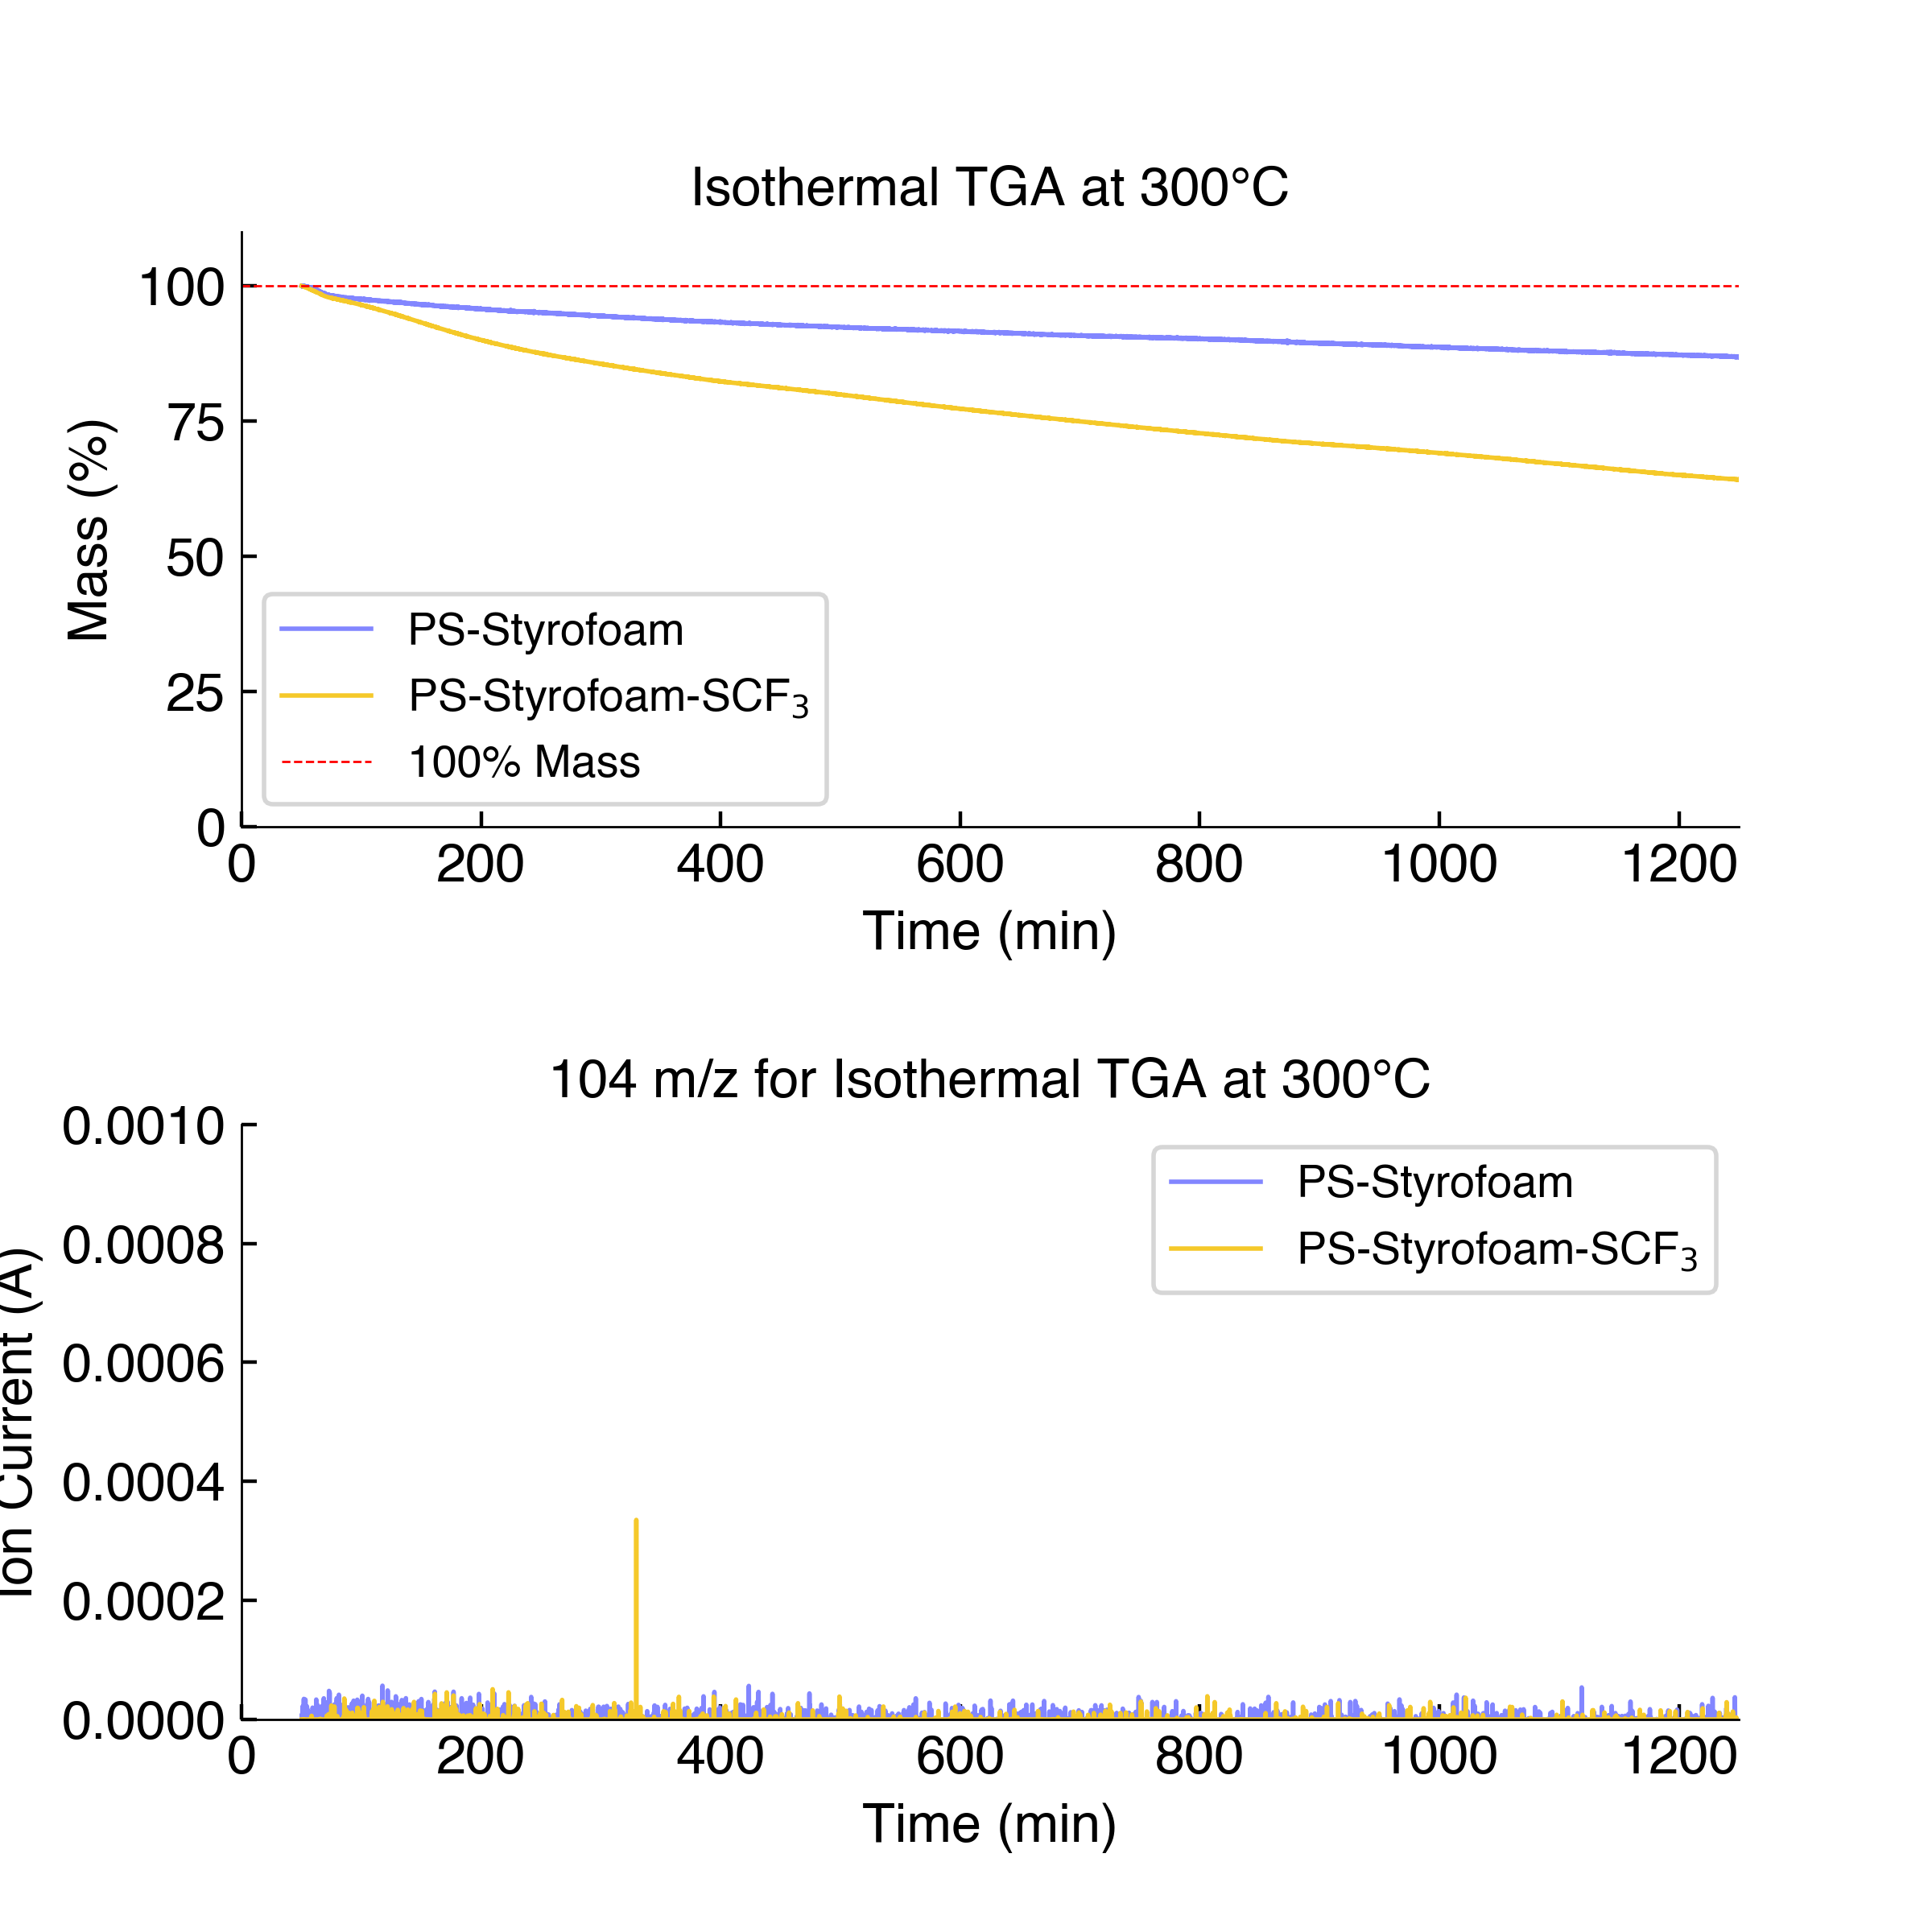 Isothermal TGA at 300°C
Mass (%)
100
75
50
25
0
PS-Styrofoam
PS-Styrofoam-SCF₃
100% Mass
0 200 400 600 800 1000 1200
Time (min)
104 m/z for Isothermal TGA at 300°C
Ion Current (A)
0.0010
0.0008
0.0006
0.0004
0.0002
0.0000
PS-Styrofoam
PS-Styrofoam-SCF₃
0 200 400 600 800 1000 1200
Time (min)